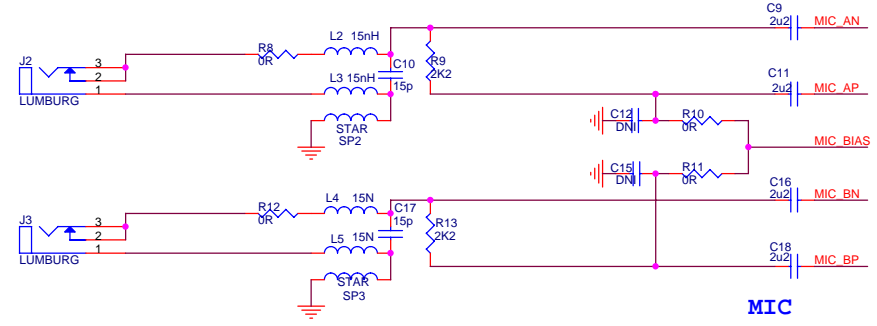 C9
2u2
MIC_AN
L2 15nH
R8
0R
J2
3
2
1
LUMBURG
C10
15p
R9
2K2
L3 15nH
STAR
SP2
C11
2u2
MIC_AP
C12
DNI
R10
0R
MIC_BIAS
C15
DNI
R11
0R
C16
2u2
MIC_BN
L4 15N
R12
0R
J3
3
2
1
LUMBURG
C17
15p
R13
2K2
L5 15N
STAR
SP3
C18
2u2
MIC_BP
MIC